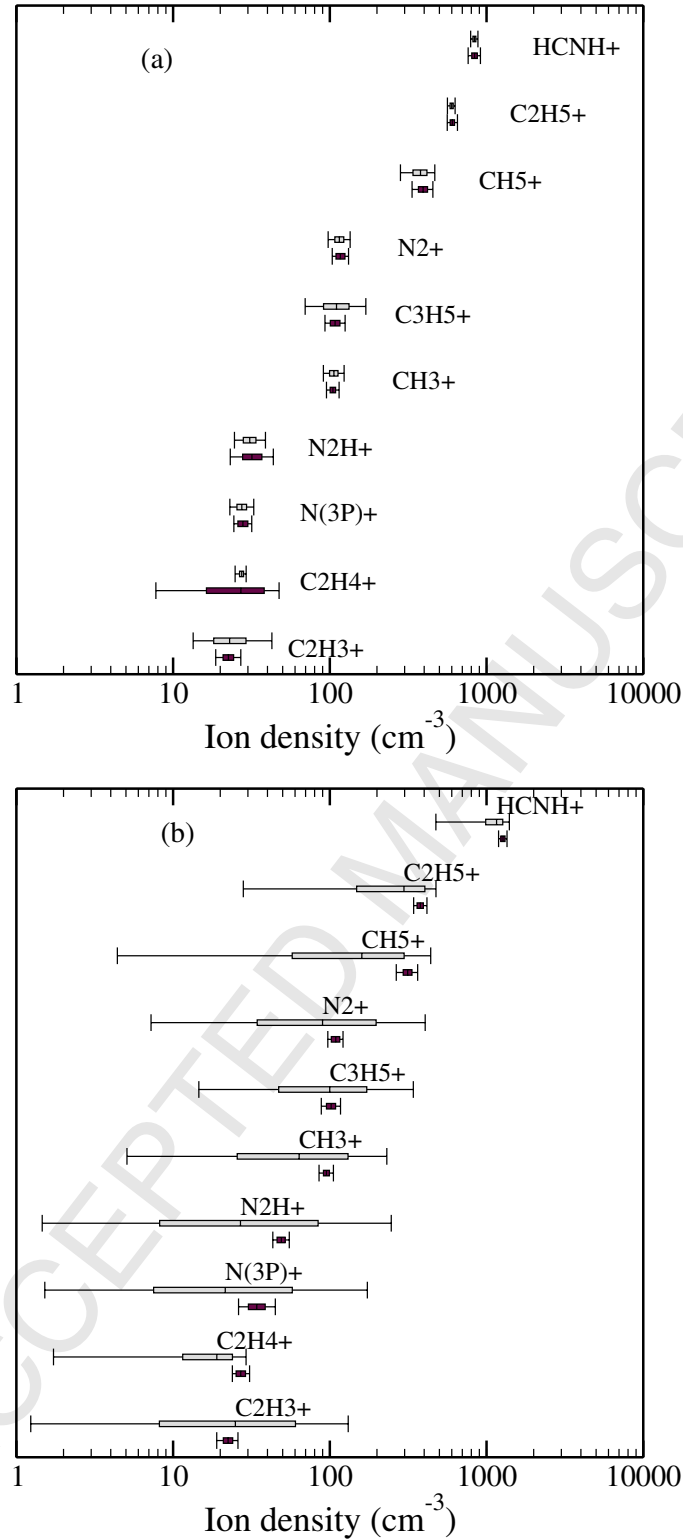 (a)
HCNH+
C2H5+
CH5+
N2+
C3H5+
CH3+
N2H+
N(3P)+
C2H4+
C2H3+
1 10 100 1000 10000
Ion density (cm-3)
(b)
HCNH+
C2H5+
CH5+
N2+
C3H5+
CH3+
N2H+
N(3P)+
C2H4+
C2H3+
1 10 100 1000 10000
Ion density (cm-3)
CCEPTED MANUSC